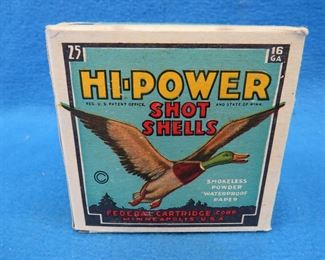 25 16 GA
HI-POWER
REG. U.S. PATENT OFFICE AND STATE OF MINN.
SHOT
SHELLS
©
SMOKELESS
POWDER
WATERPROOF
PAPER
FEDERAL CARTRIDGE CORP.
MINNEAPOLIS U.S.A.